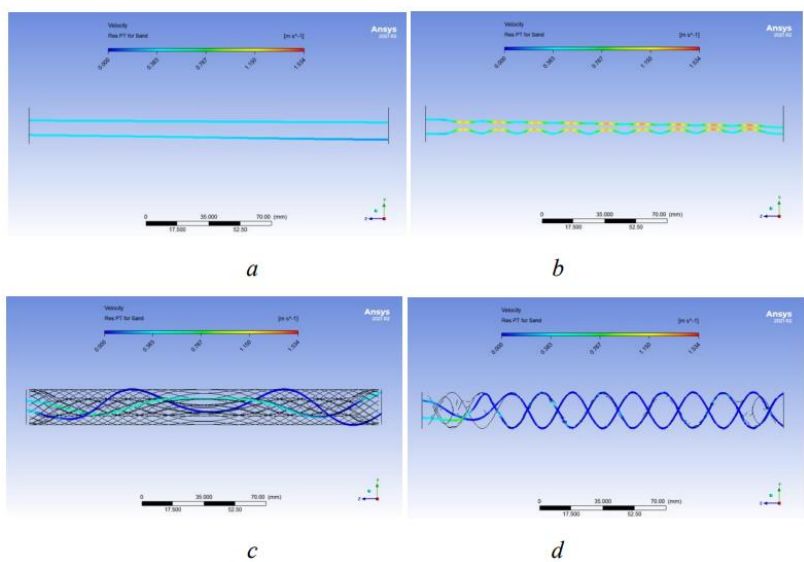 Velocity
Res PT for Sand
[m s^-1]
Ansys
2021 R2
0.000
0.383
0.767
1.150
1.534
0
35.000
70.00 (mm)
17.500
52.50
Y
Z
a
Velocity
Res PT for Sand
[m s^-1]
Ansys
2021 R2
0.000
0.383
0.767
1.150
1.534
0
35.000
70.00 (mm)
17.500
52.50
Y
Z
b
Velocity
Res PT for Sand
[m s^-1]
Ansys
2021 R2
0.000
0.383
0.767
1.150
1.534
0
35.000
70.00 (mm)
17.500
52.50
Y
Z
c
Velocity
Res PT for Sand
[m s^-1]
Ansys
2021 R2
0.000
0.383
0.767
1.150
1.534
0
35.000
70.00 (mm)
17.500
52.50
Y
Z
d